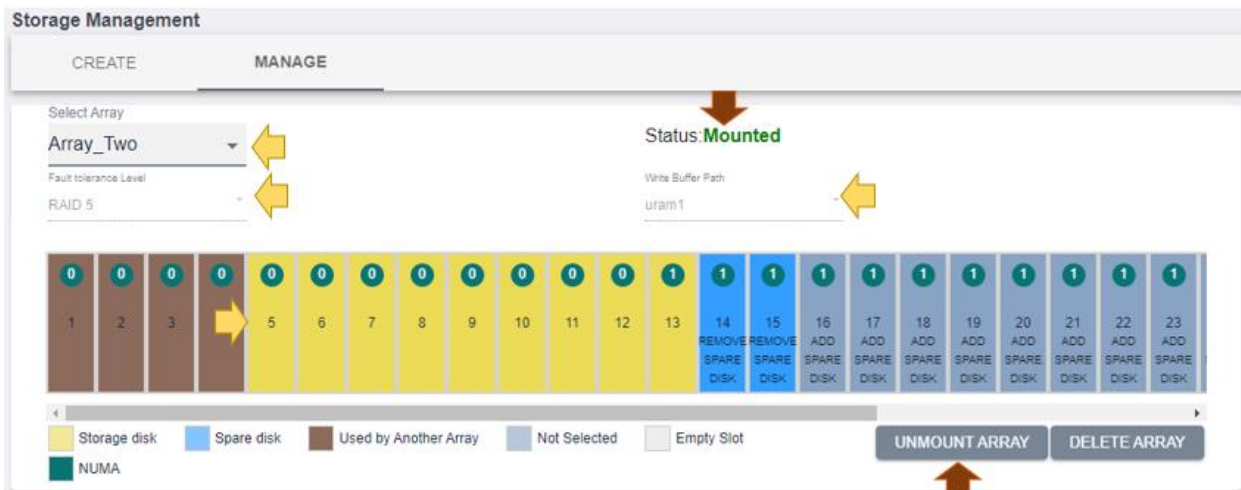 Storage Management
CREATE MANAGE
Select Array
Array_Two
Status:Mounted
Fault tolerance Level
Write Buffer Path
RAID 5
uram1
0 0 0 0 0 0 0 0 0 0 0 0 1 1 1 1 1 1 1 1 1 1 1
1 2 3 5 6 7 8 9 10 11 12 13 14 15 16 17 18 19 20 21 22 23
REMOVE REMOVE ADD ADD ADD ADD ADD ADD ADD ADD
SPARE SPARE SPARE SPARE SPARE SPARE SPARE SPARE SPARE SPARE
DISK DISK DISK DISK DISK DISK DISK DISK DISK DISK
Storage disk Spare disk Used by Another Array Not Selected Empty Slot UNMOUNT ARRAY DELETE ARRAY
NUMA